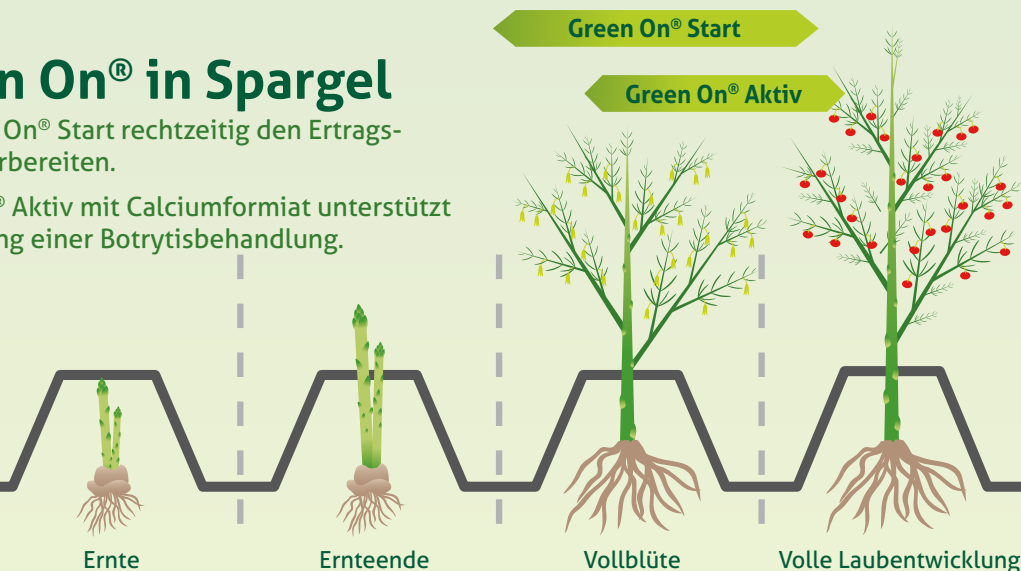 Green On® Start
n On® in Spargel
Green On® Aktiv
On® Start rechtzeitig den Ertrags-
rbereiten.
® Aktiv mit Calciumformiat unterstützt
ng einer Botrytisbehandlung.
Ernte
Ernteende
Vollblüte
Volle Laubentwicklung